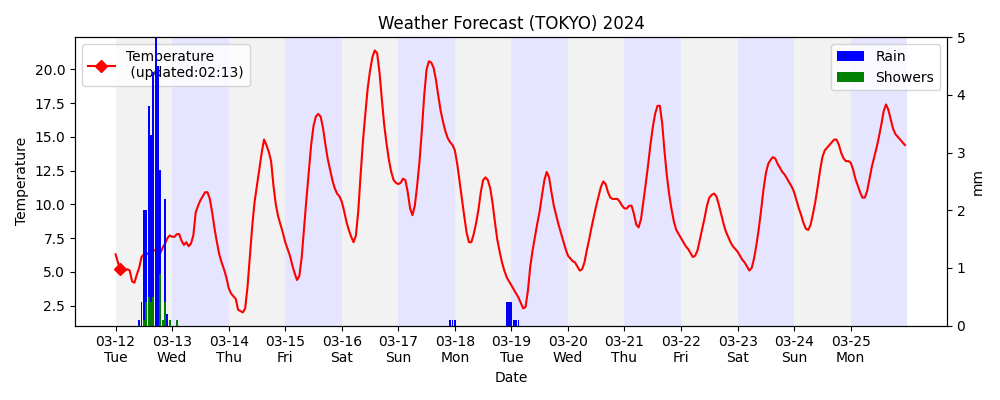 Weather Forecast (TOKYO) 2024
Temperature
(updated:02:13)
Rain
Showers
Temperature
20.0
17.5
15.0
12.5
10.0
7.5
5.0
2.5
5
4
3
2
1
0
mm
03-12 03-13 03-14 03-15 03-16 03-17 03-18 03-19 03-20 03-21 03-22 03-23 03-24 03-25
Tue Wed Thu Fri Sat Sun Mon Tue Wed Thu Fri Sat Sun Mon
Date